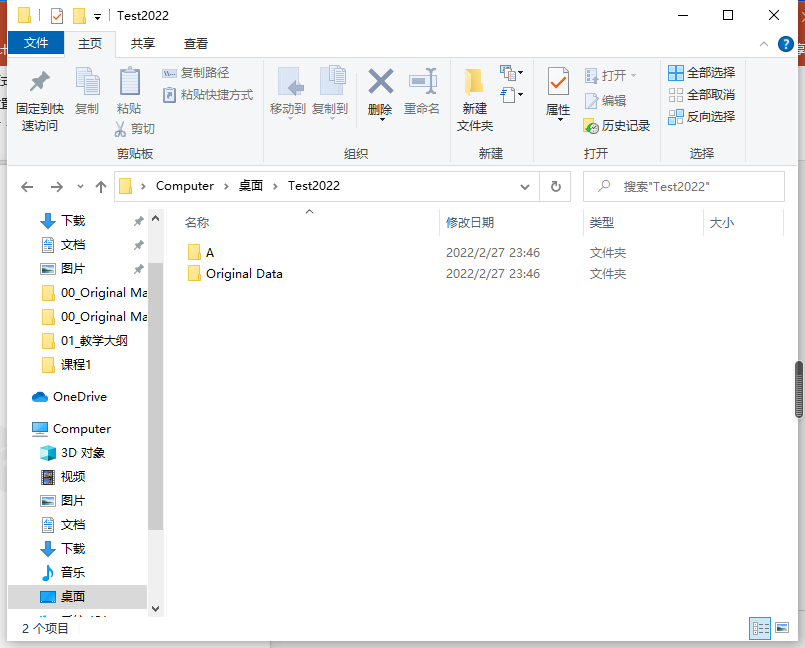 Test2022
文件
主页
共享
查看
固定到快
速访问
复制
粘贴
复制路径
粘贴快捷方式
剪切
剪贴板
移动到
复制到
删除
重命名
组织
新建
文件夹
新建
属性
打开
编辑
历史记录
打开
全部选择
全部取消
反向选择
选择
Computer
桌面
Test2022
搜索"Test2022"
下载
文档
图片
00_Original Ma
00_Original Ma
01_教学大纲
课程1
OneDrive
Computer
3D 对象
视频
图片
文档
下载
音乐
桌面
名称
修改日期
类型
大小
A
2022/2/27 23:46
文件夹
Original Data
2022/2/27 23:46
文件夹
2 个项目